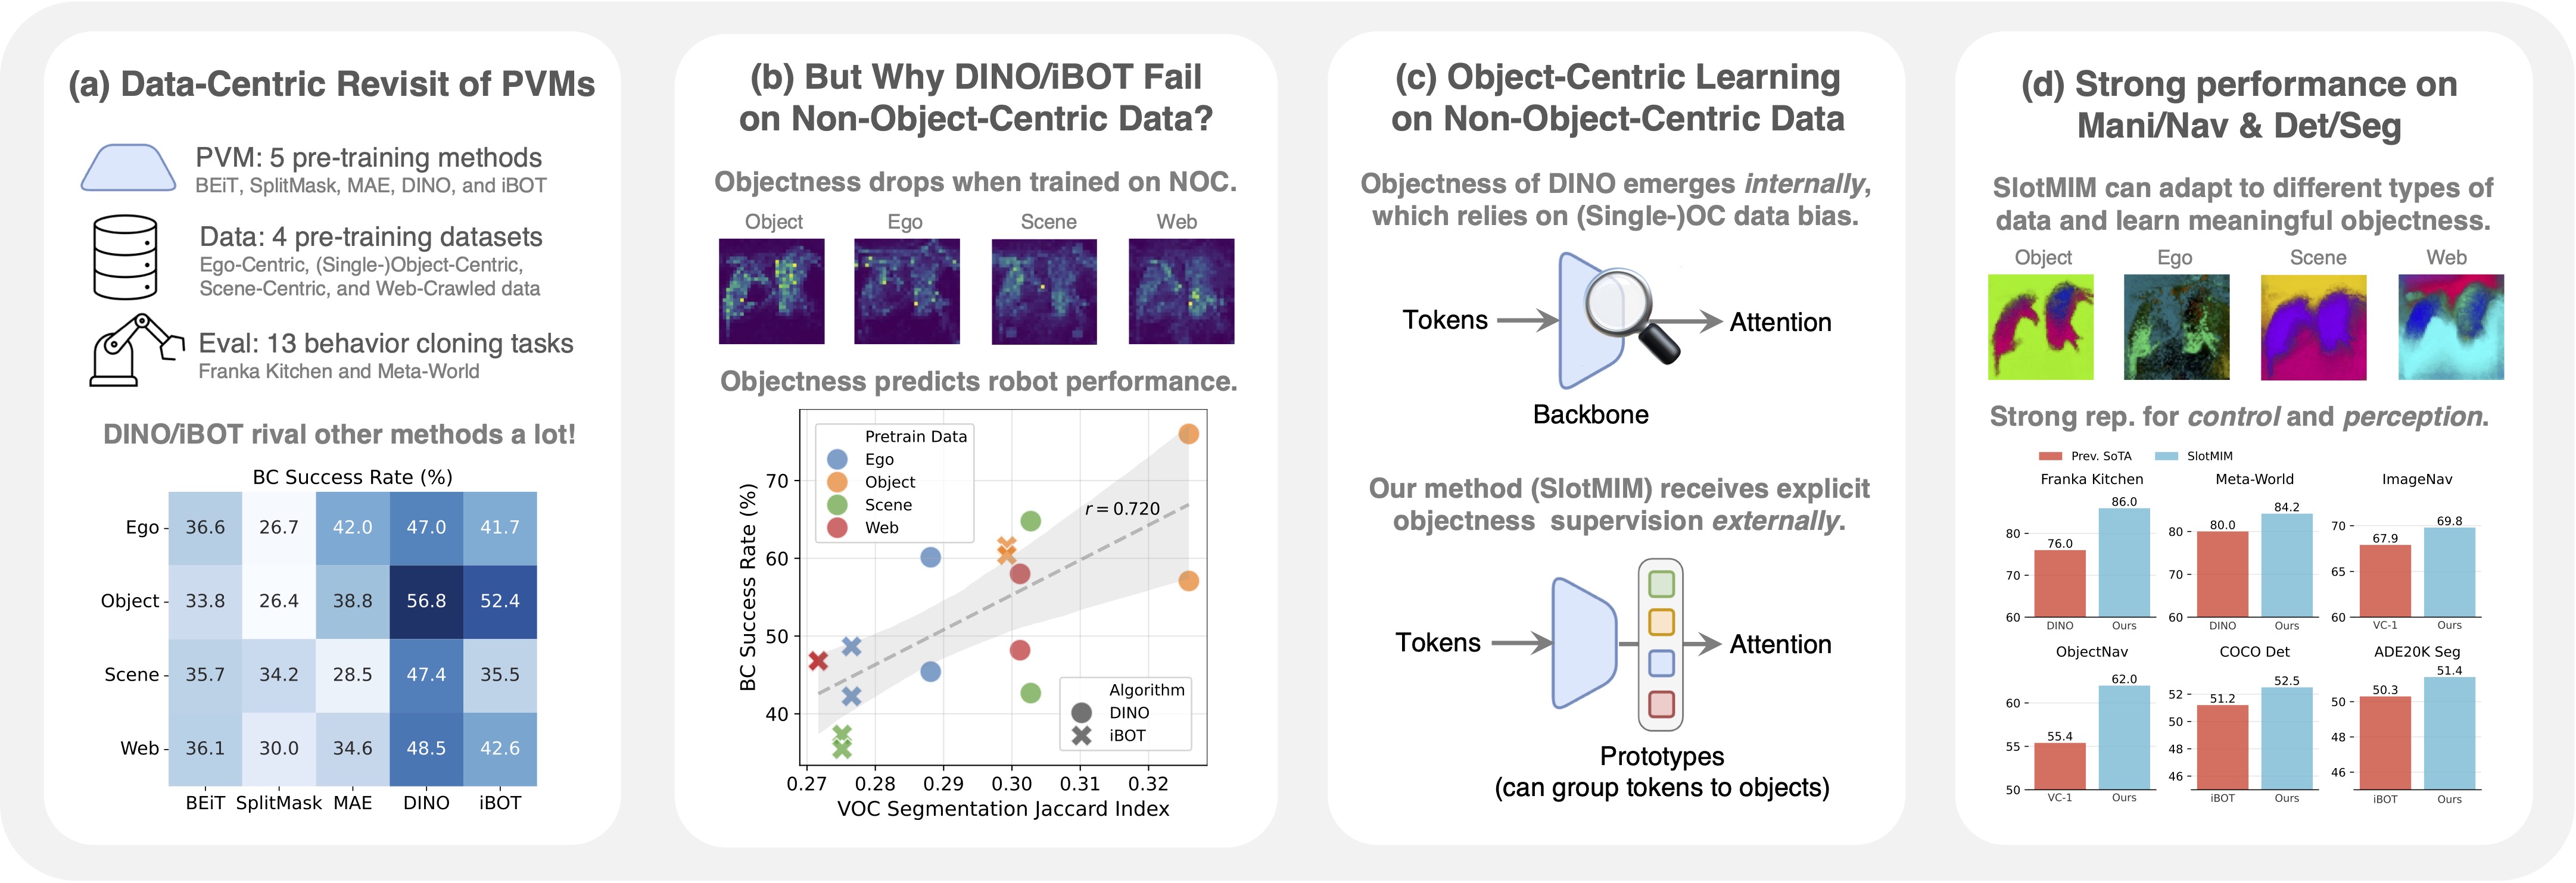 (a) Data-Centric Revisit of PVMs
PVM: 5 pre-training methods
BEiT, SplitMask, MAE, DINO, and iBOT
Data: 4 pre-training datasets
Ego-Centric, (Single-)Object-Centric,
Scene-Centric, and Web-Crawled data
Eval: 13 behavior cloning tasks
Franka Kitchen and Meta-World
DINO/iBOT rival other methods a lot!
BC Success Rate (%)
Ego 36.6 26.7 42.0 47.0 41.7
Object 33.8 26.4 38.8 56.8 52.4
Scene 35.7 34.2 28.5 47.4 35.5
Web 36.1 30.0 34.6 48.5 42.6
BEiT SplitMask MAE DINO iBOT
(b) But Why DINO/iBOT Fail
on Non-Object-Centric Data?
Objectness drops when trained on NOC.
Object Ego Scene Web
Objectness predicts robot performance.
BC Success Rate (%)
70
60
50
40
Pretrain Data
Ego
Object
Scene
Web
r = 0.720
Algorithm
DINO
iBOT
0.27 0.28 0.29 0.30 0.31 0.32
VOC Segmentation Jaccard Index
(c) Object-Centric Learning
on Non-Object-Centric Data
Objectness of DINO emerges internally,
which relies on (Single-)OC data bias.
Tokens
Attention
Backbone
Our method (SlotMIM) receives explicit
objectness supervision externally.
Tokens
Attention
Prototypes
(can group tokens to objects)
(d) Strong performance on
Mani/Nav & Det/Seg
SlotMIM can adapt to different types of
data and learn meaningful objectness.
Object Ego Scene Web
Strong rep. for control and perception.
Prev. SoTA SlotMIM
Franka Kitchen
80
70
60
76.0
86.0
DINO Ours
Meta-World
80
70
60
80.0
84.2
DINO Ours
ImageNav
70
65
60
67.9
69.8
VC-1 Ours
ObjectNav
60
55
50
55.4
62.0
VC-1 Ours
COCO Det
52
50
48
46
51.2
52.5
iBOT Ours
ADE20K Seg
50
48
46
50.3
51.4
iBOT Ours